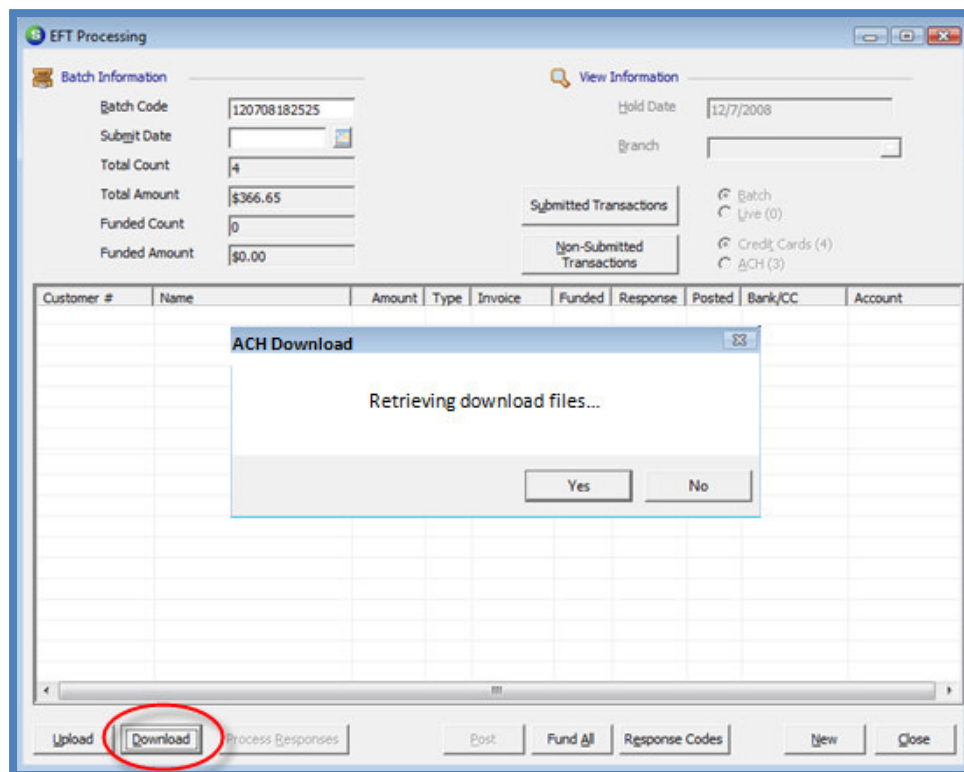 EFT Processing
Batch Information
View Information
Batch Code 120708182525
Hold Date 12/7/2008
Submit Date
Branch
Total Count 4
Total Amount $366.65
Submitted Transactions
Batch
Live (0)
Funded Count 0
Non-Submitted
Transactions
Credit Cards (4)
ACH (3)
Funded Amount $0.00
Customer # Name Amount Type Invoice Funded Response Posted Bank/CC Account
ACH Download
Retrieving download files...
Yes No
Upload Download Process Responses Post Fund All Response Codes New Close